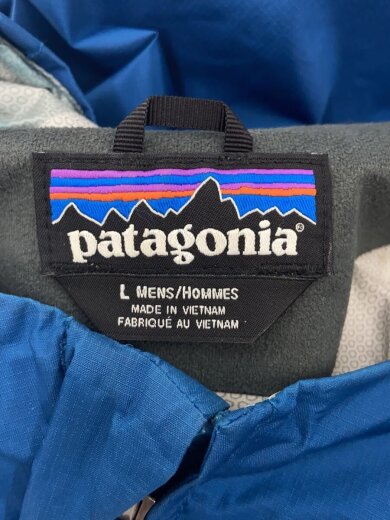 patagonia®
L MENS/HOMMES
MADE IN VIETNAM
FABRIQUÉ AU VIETNAM